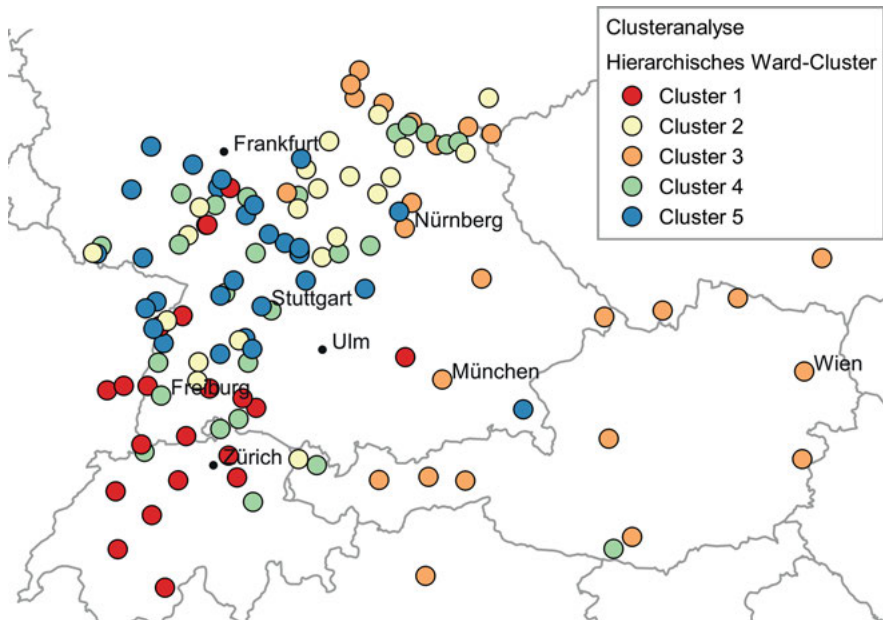 Clusteranalyse
Hierarchisches Ward-Cluster
Cluster 1
Cluster 2
Cluster 3
Cluster 4
Cluster 5
Frankfurt
Nürnberg
Stuttgart
Ulm
München
Wien
Freiburg
Zürich